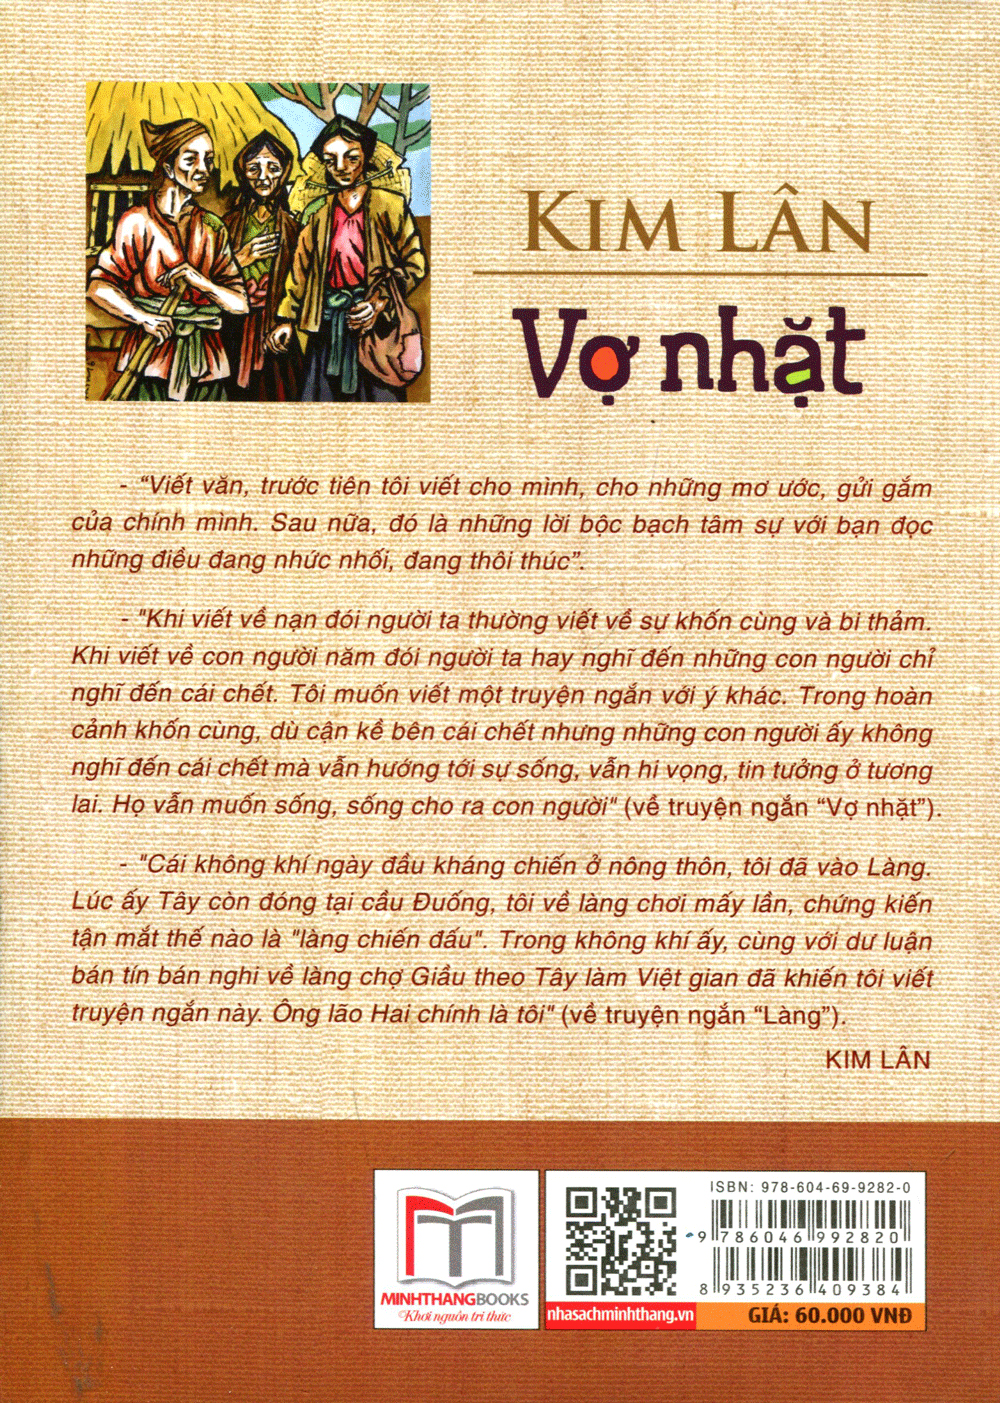 KIM LÂN
Vợ nhặt
- “Viết văn, trước tiên tôi viết cho mình, cho những mơ ước, gửi gắm
của chính mình. Sau nữa, đó là những lời bộc bạch tâm sự với bạn đọc
những điều đang nhức nhối, đang thôi thúc”.
- "Khi viết về nạn đói người ta thường viết về sự khốn cùng và bi thảm.
Khi viết về con người năm đói người ta hay nghĩ đến những con người chỉ
nghĩ đến cái chết. Tôi muốn viết một truyện ngắn với ý khác. Trong hoàn
cảnh khốn cùng, dù cận kề bên cái chết nhưng những con người ấy không
nghĩ đến cái chết mà vẫn hướng tới sự sống, vẫn hi vọng, tin tưởng ở tương
lai. Họ vẫn muốn sống, sống cho ra con người" (về truyện ngắn “Vợ nhặt”).
- "Cái không khí ngày đầu kháng chiến ở nông thôn, tôi đã vào Làng.
Lúc ấy Tây còn đóng tại cầu Đuống, tôi về làng chơi mấy lần, chứng kiến
tận mắt thế nào là "làng chiến đấu". Trong không khí ấy, cùng với dư luận
bán tín bán nghi về làng chợ Giầu theo Tây làm Việt gian đã khiến tôi viết
truyện ngắn này. Ông lão Hai chính là tôi" (về truyện ngắn “Làng”).
KIM LÂN
MINHTHANGBOOKS
Khơi nguồn tri thức
nhasachminhthang.vn
ISBN: 978-604-69-9282-0
9 786046 992820
8 935236 409384
GIÁ: 60.000 VNĐ